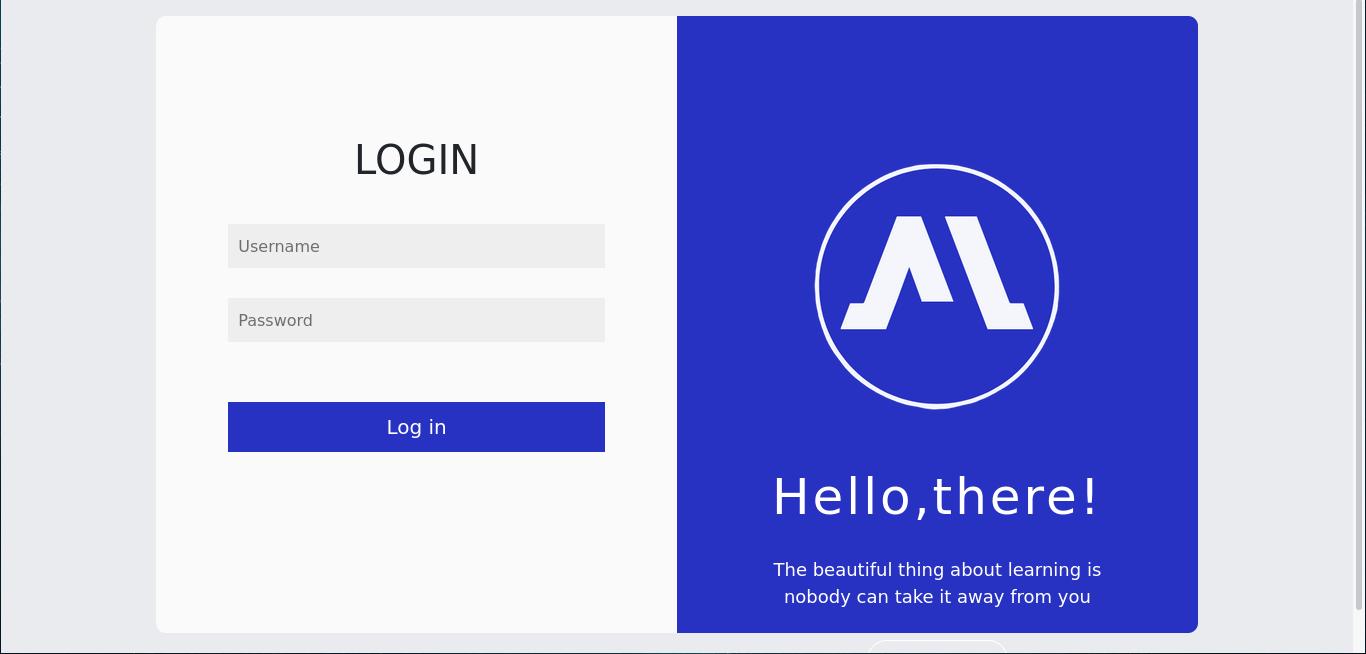 LOGIN
Username
Password
Log in
Hello,there!
The beautiful thing about learning is
nobody can take it away from you